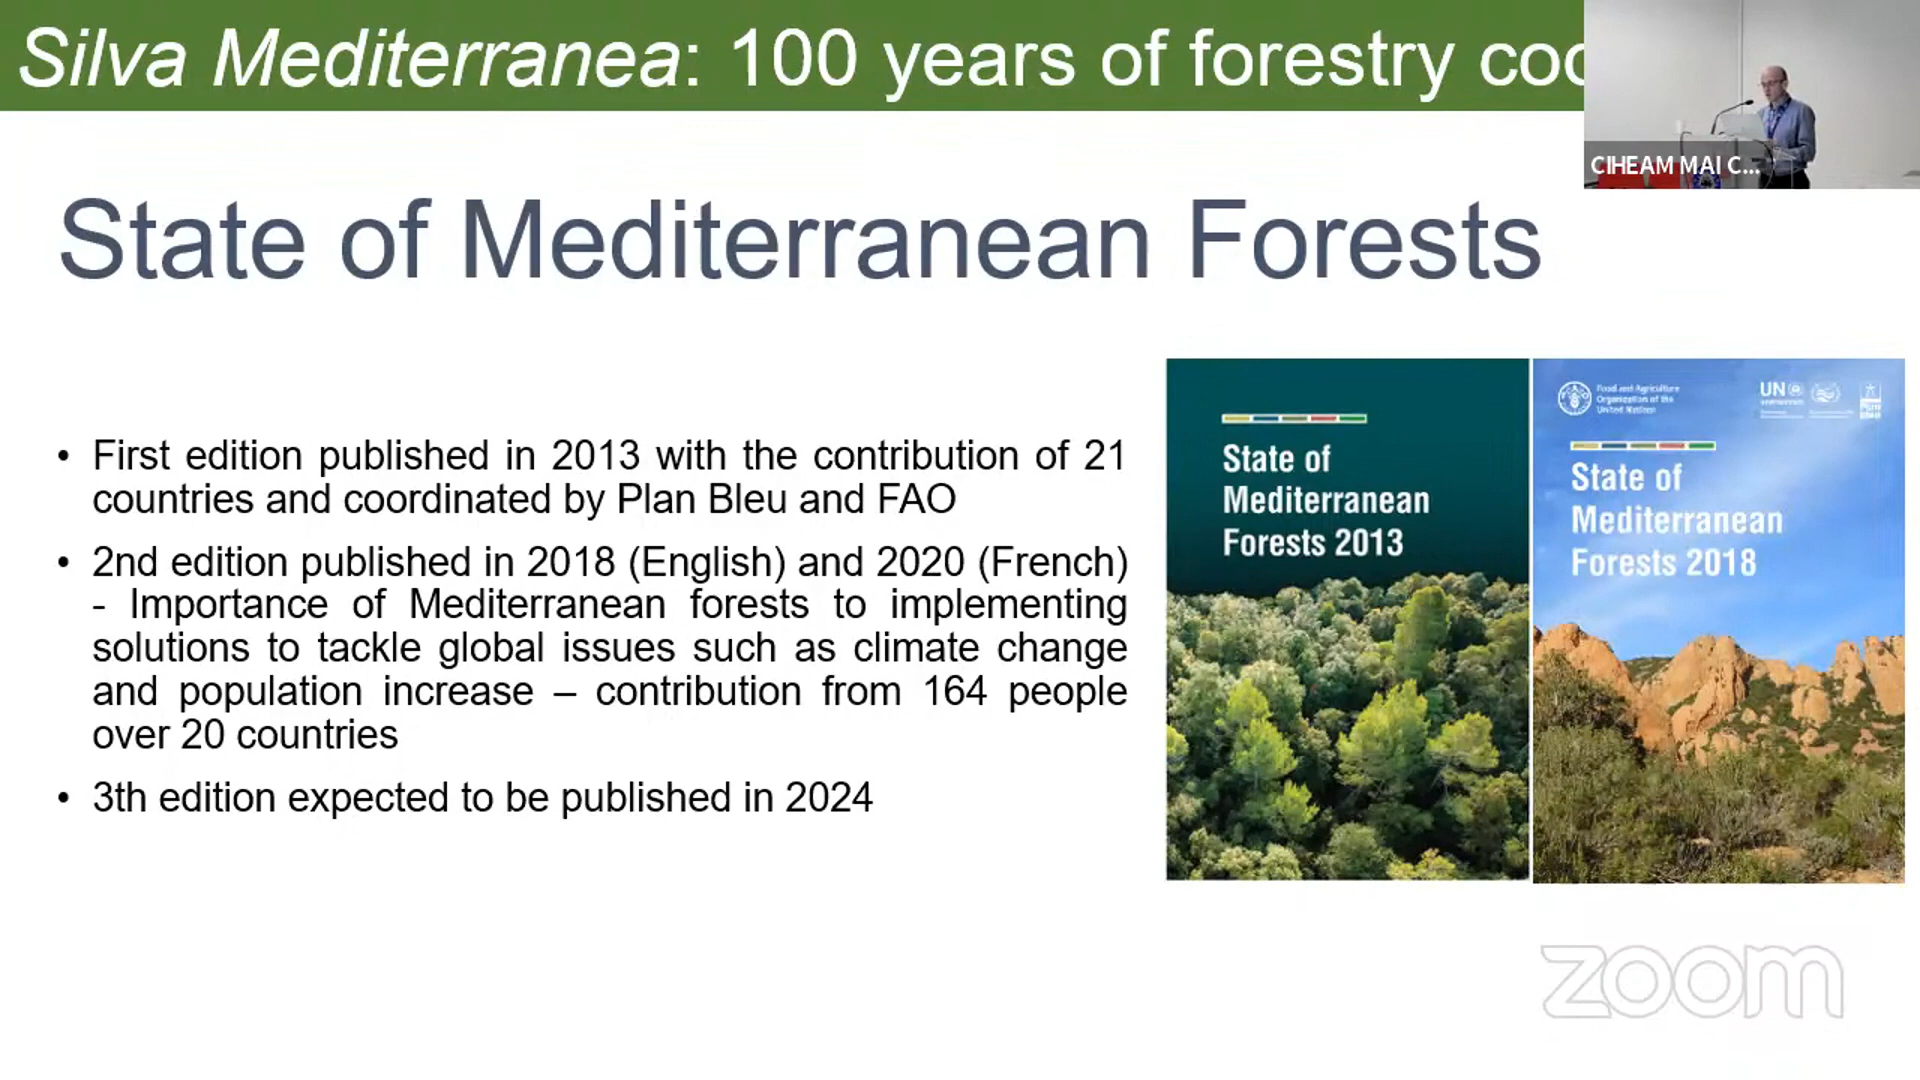 Silva Mediterranea: 100 years of forestry coo
CIHEAM MAI C...
State of Mediterranean Forests
• First edition published in 2013 with the contribution of 21
countries and coordinated by Plan Bleu and FAO
• 2nd edition published in 2018 (English) and 2020 (French)
- Importance of Mediterranean forests to implementing
solutions to tackle global issues such as climate change
and population increase – contribution from 164 people
over 20 countries
• 3th edition expected to be published in 2024
State of
Mediterranean
Forests 2013
Food and Agriculture
Organization of the
United Nations
UN
State of
Mediterranean
Forests 2018
zoom